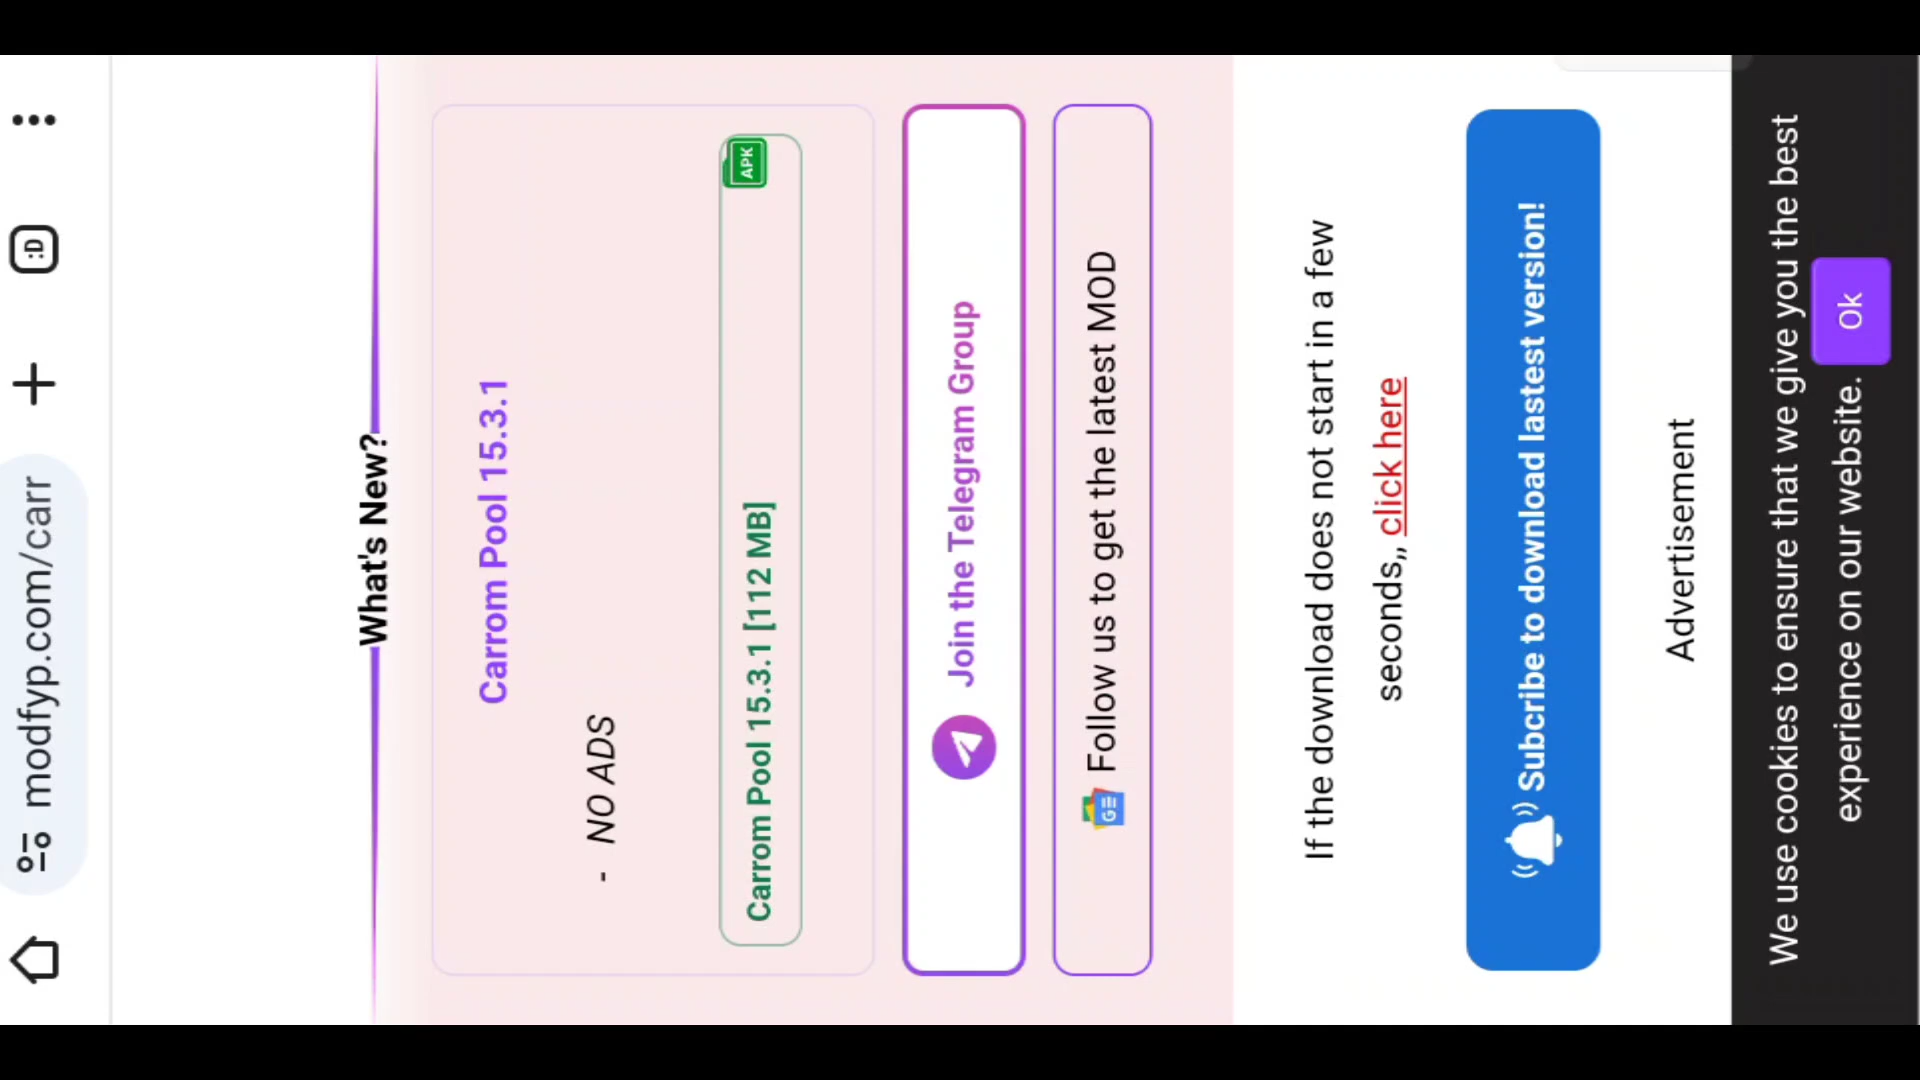 :D
modfyp.com/carr
What's New?
Carrom Pool 15.3.1
- NO ADS
Carrom Pool 15.3.1 [112 MB]
APK
Join the Telegram Group
GE Follow us to get the latest MOD
If the download does not start in a few
seconds,, click here
Subcribe to download lastest version!
Advertisement
We use cookies to ensure that we give you the best
experience on our website. Ok